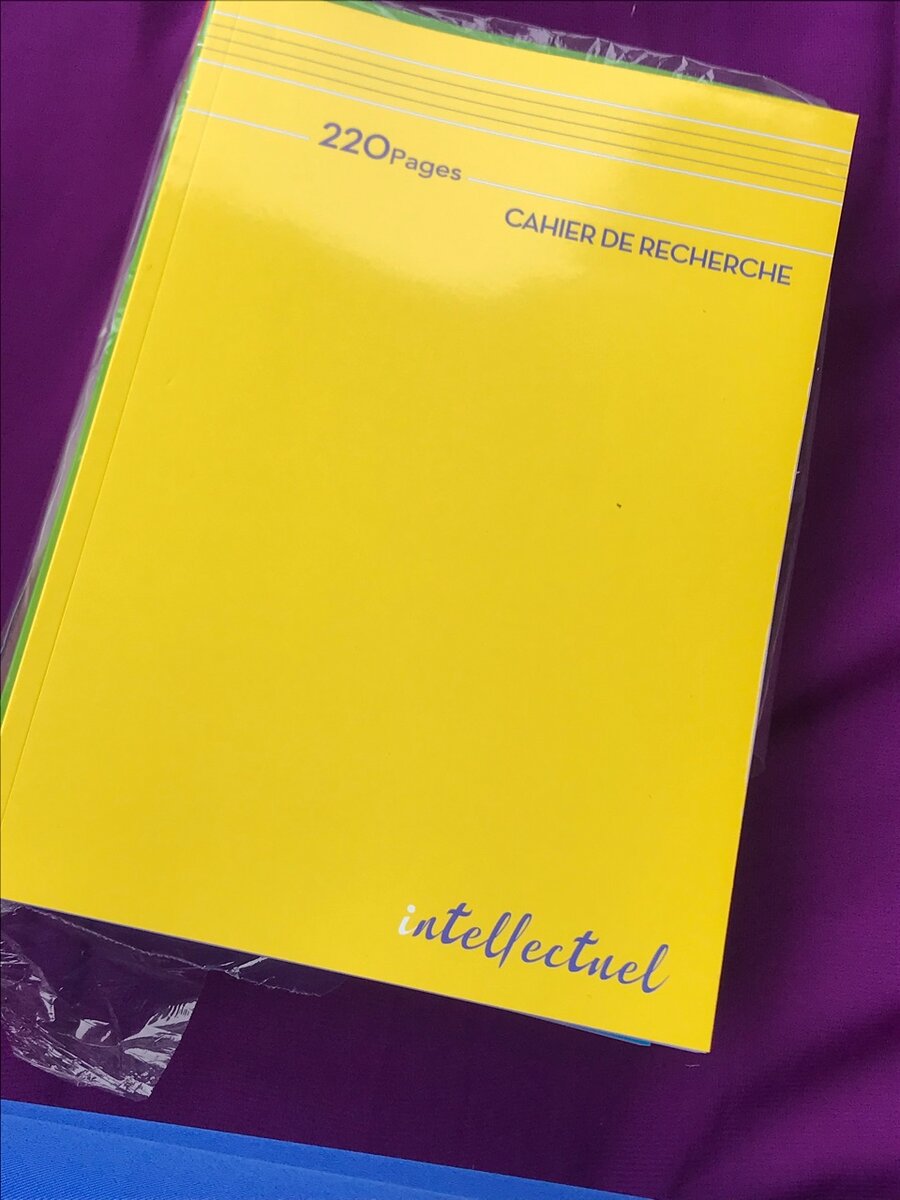 220Pages
CAHIER DE RECHERCHE
intellectuel